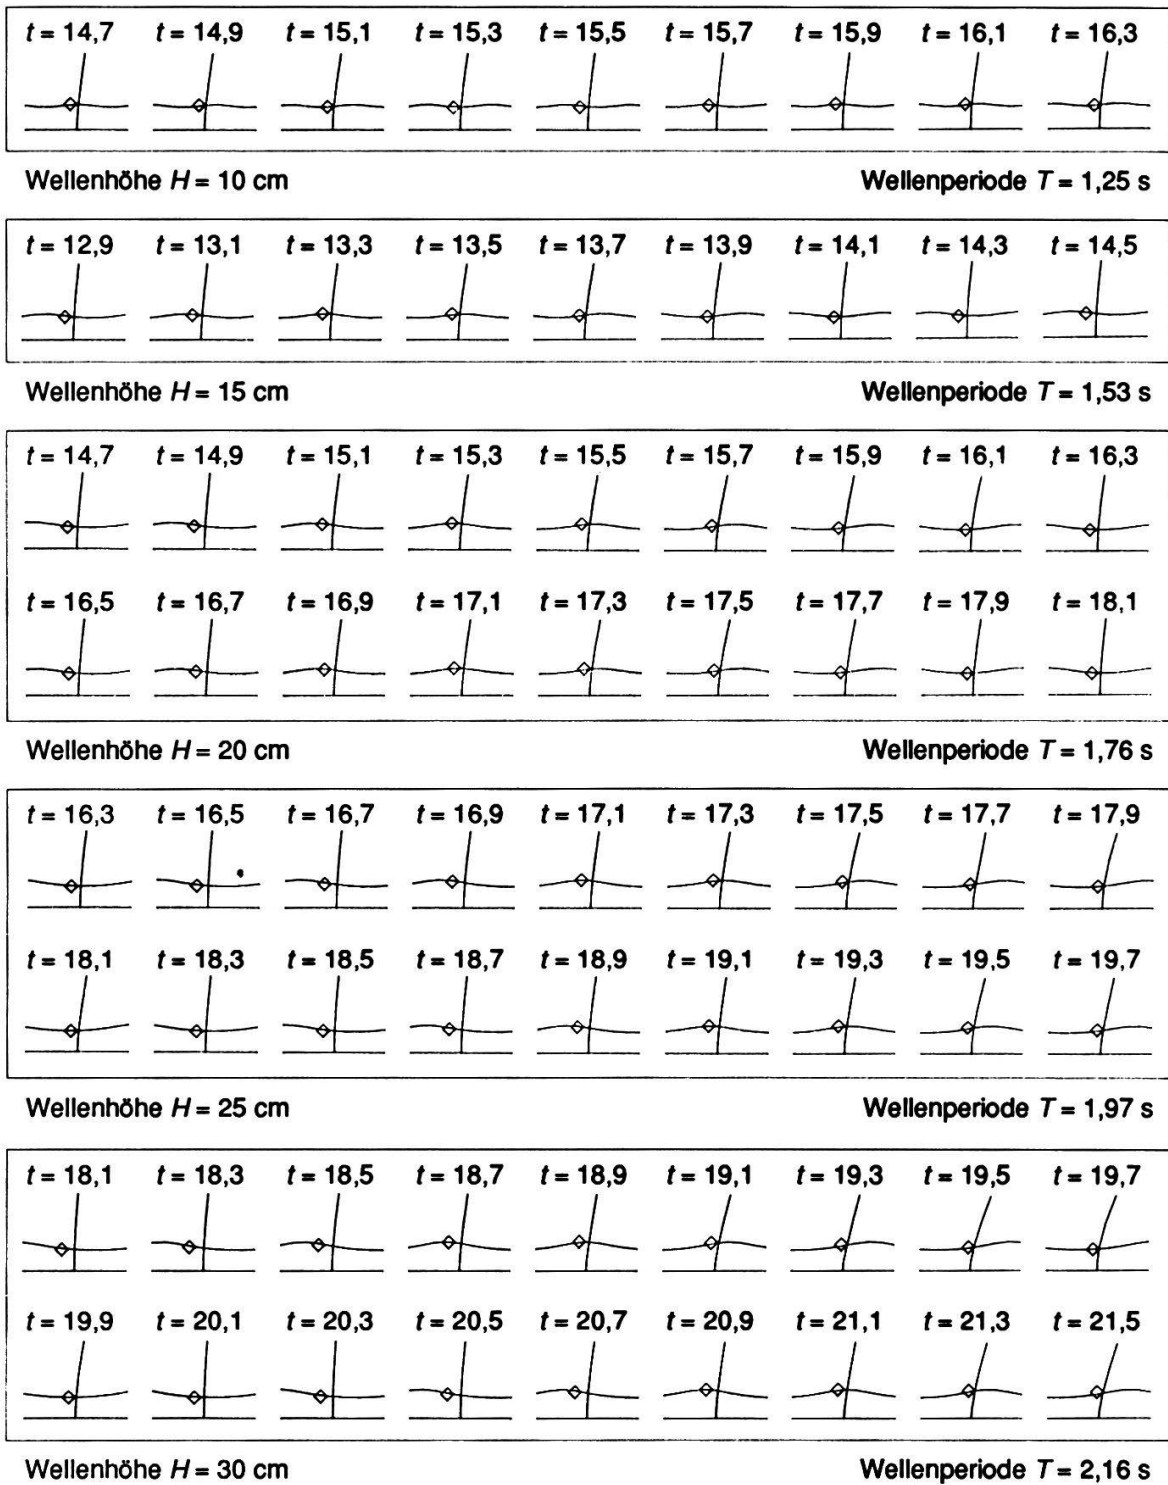 t = 14,7 t = 14,9 t = 15,1 t = 15,3 t = 15,5 t = 15,7 t = 15,9 t = 16,1 t = 16,3
Wellenhöhe H = 10 cm Wellenperiode T = 1,25 s
t = 12,9 t = 13,1 t = 13,3 t = 13,5 t = 13,7 t = 13,9 t = 14,1 t = 14,3 t = 14,5
Wellenhöhe H = 15 cm Wellenperiode T = 1,53 s
t = 14,7 t = 14,9 t = 15,1 t = 15,3 t = 15,5 t = 15,7 t = 15,9 t = 16,1 t = 16,3
t = 16,5 t = 16,7 t = 16,9 t = 17,1 t = 17,3 t = 17,5 t = 17,7 t = 17,9 t = 18,1
Wellenhöhe H = 20 cm Wellenperiode T = 1,76 s
t = 16,3 t = 16,5 t = 16,7 t = 16,9 t = 17,1 t = 17,3 t = 17,5 t = 17,7 t = 17,9
t = 18,1 t = 18,3 t = 18,5 t = 18,7 t = 18,9 t = 19,1 t = 19,3 t = 19,5 t = 19,7
Wellenhöhe H = 25 cm Wellenperiode T = 1,97 s
t = 18,1 t = 18,3 t = 18,5 t = 18,7 t = 18,9 t = 19,1 t = 19,3 t = 19,5 t = 19,7
t = 19,9 t = 20,1 t = 20,3 t = 20,5 t = 20,7 t = 20,9 t = 21,1 t = 21,3 t = 21,5
Wellenhöhe H = 30 cm Wellenperiode T = 2,16 s